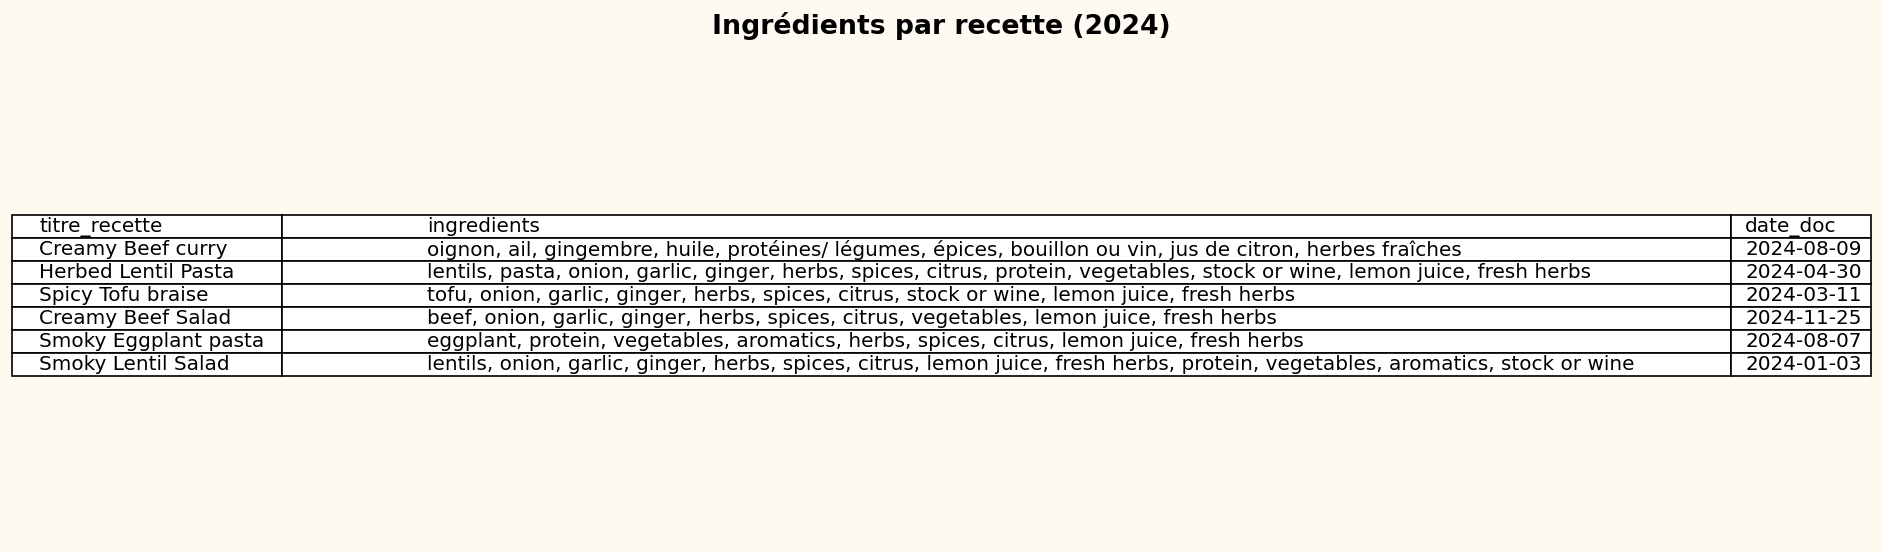 Ingrédients par recette (2024)
titre_recette ingredients date_doc
Creamy Beef curry oignon, ail, gingembre, huile, protéines/ légumes, épices, bouillon ou vin, jus de citron, herbes fraîches 2024-08-09
Herbed Lentil Pasta lentils, pasta, onion, garlic, ginger, herbs, spices, citrus, protein, vegetables, stock or wine, lemon juice, fresh herbs 2024-04-30
Spicy Tofu braise tofu, onion, garlic, ginger, herbs, spices, citrus, stock or wine, lemon juice, fresh herbs 2024-03-11
Creamy Beef Salad beef, onion, garlic, ginger, herbs, spices, citrus, vegetables, lemon juice, fresh herbs 2024-11-25
Smoky Eggplant pasta eggplant, protein, vegetables, aromatics, herbs, spices, citrus, lemon juice, fresh herbs 2024-08-07
Smoky Lentil Salad lentils, onion, garlic, ginger, herbs, spices, citrus, lemon juice, fresh herbs, protein, vegetables, aromatics, stock or wine 2024-01-03